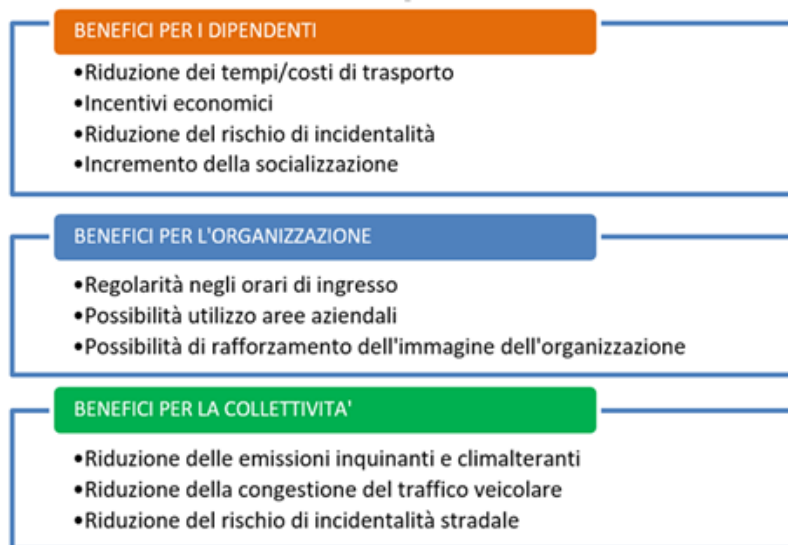 BENEFICI PER I DIPENDENTI
•Riduzione dei tempi/costi di trasporto
•Incentivi economici
•Riduzione del rischio di incidentalità
•Incremento della socializzazione
BENEFICI PER L'ORGANIZZAZIONE
•Regolarità negli orari di ingresso
•Possibilità utilizzo aree aziendali
•Possibilità di rafforzamento dell'immagine dell'organizzazione
BENEFICI PER LA COLLETTIVITA'
•Riduzione delle emissioni inquinanti e climalteranti
•Riduzione della congestione del traffico veicolare
•Riduzione del rischio di incidentalità stradale